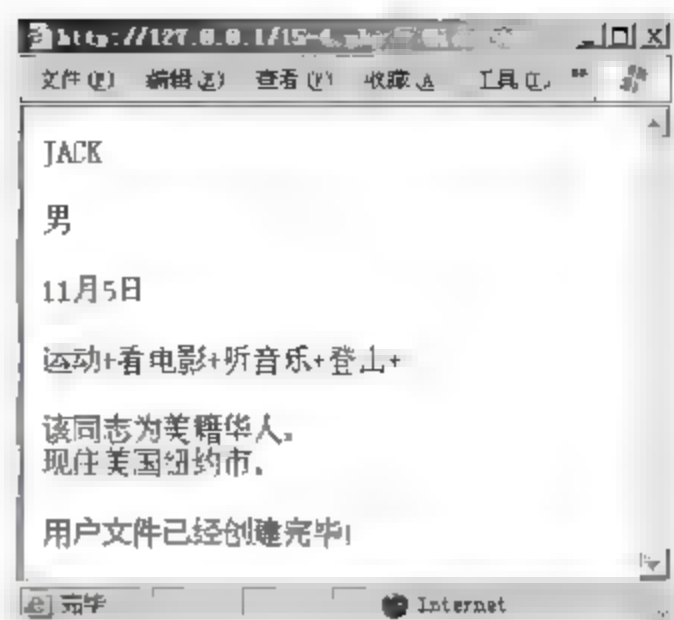 http://127.0.0.1/15-4.php
文件(F) 编辑(E) 查看(V) 收藏(A 工具(T) »
JACK
男
11月5日
运动+看电影+听音乐+登山+
该同志为美籍华人。
现住美国纽约市。
用户文件已经创建完毕!
完毕 Internet